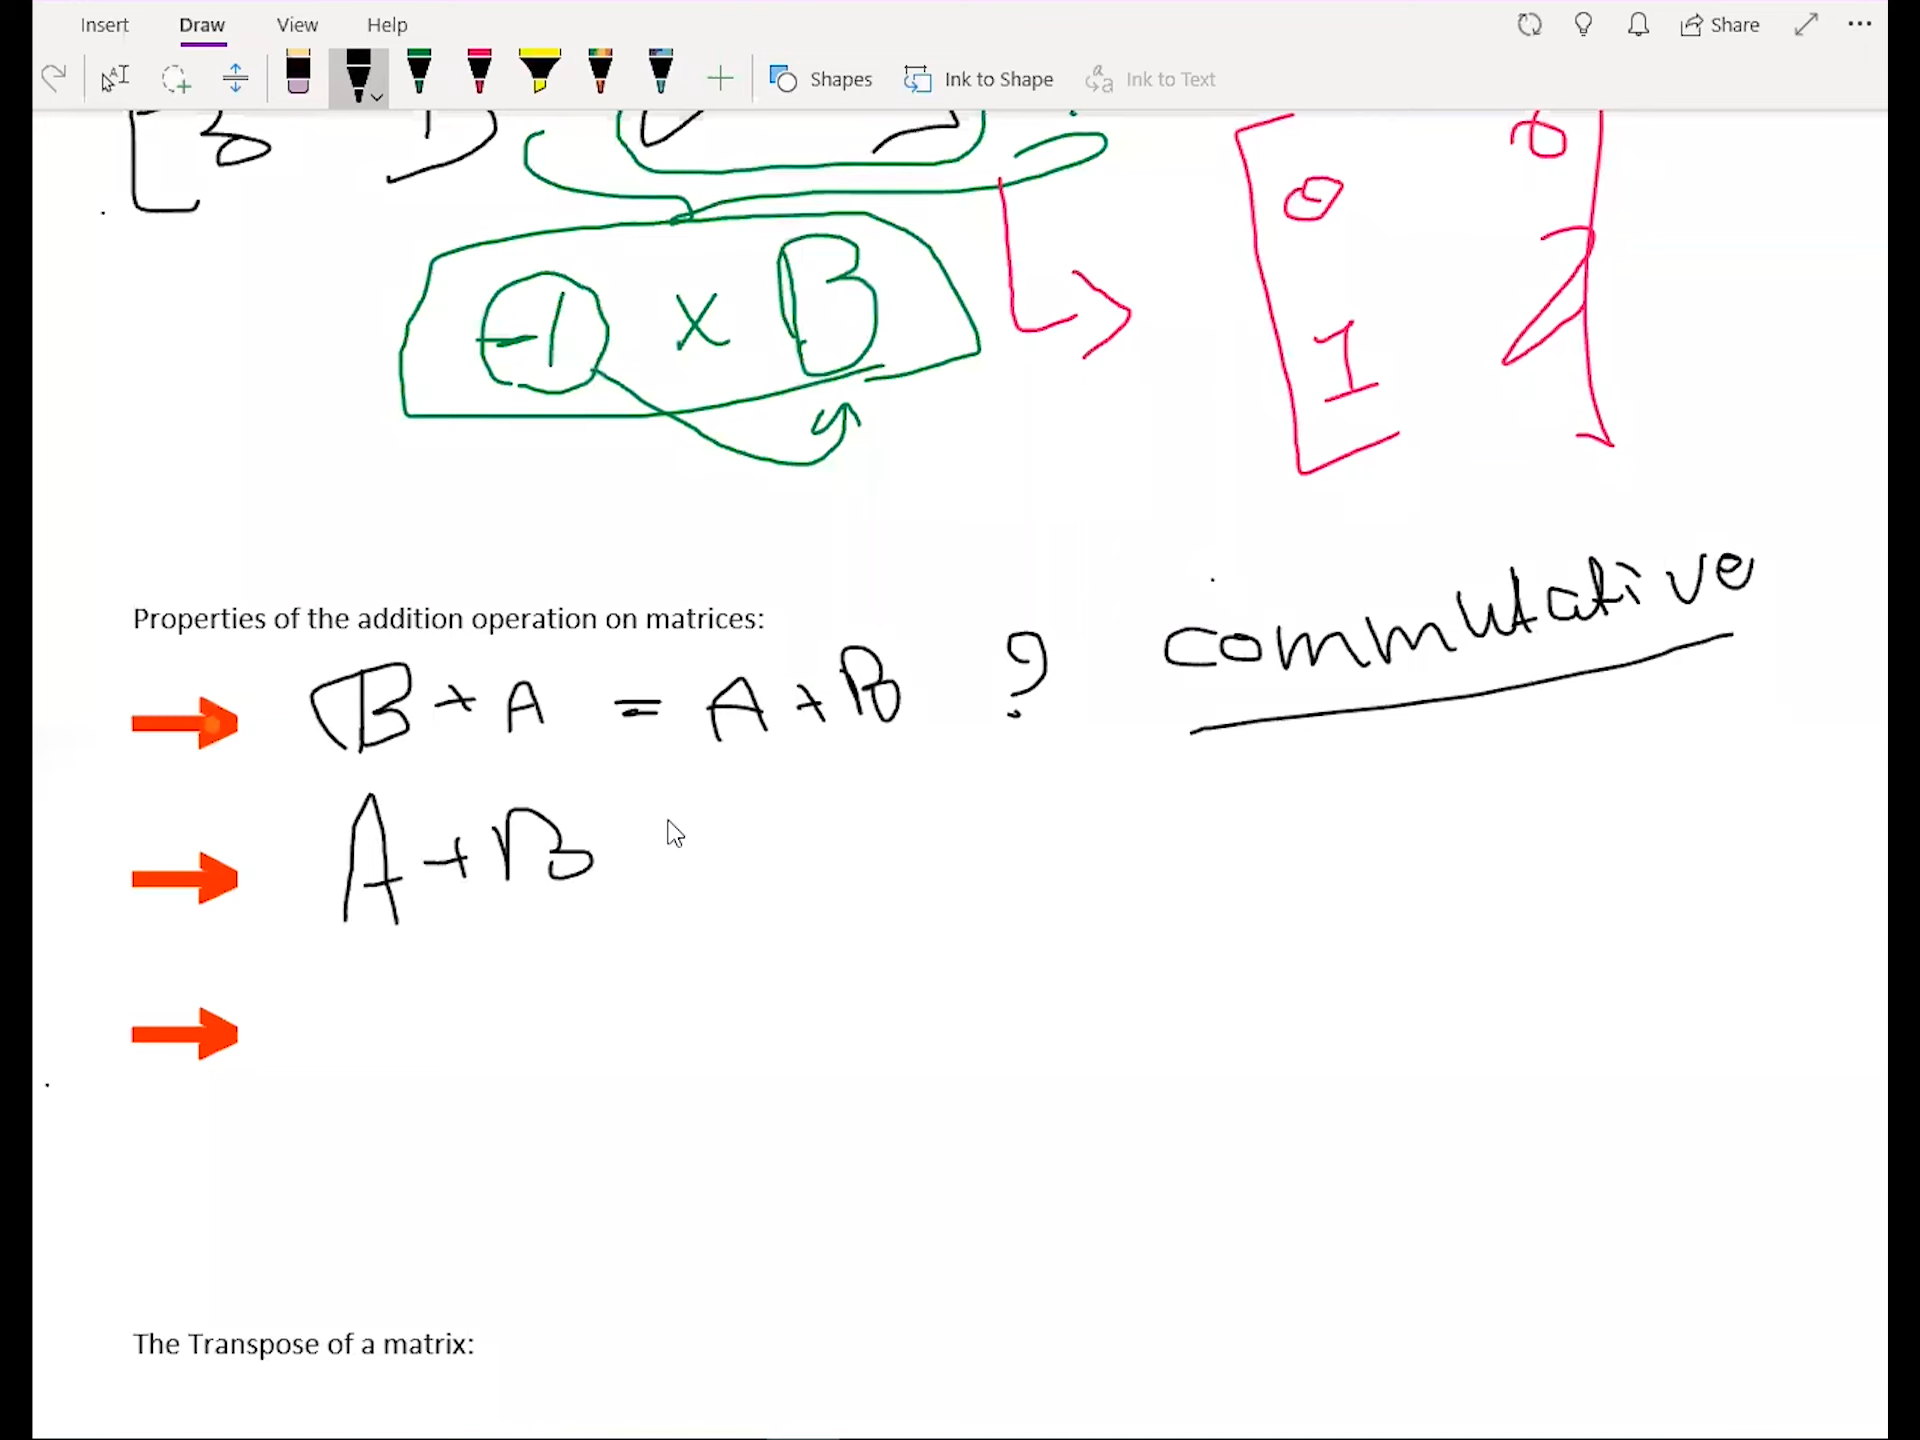 Insert Draw View Help Share
Shapes Ink to Shape Ink to Text
-1 x B
0 0
1
Properties of the addition operation on matrices:
commutative
B + A = A + B ?
A + B
The Transpose of a matrix: